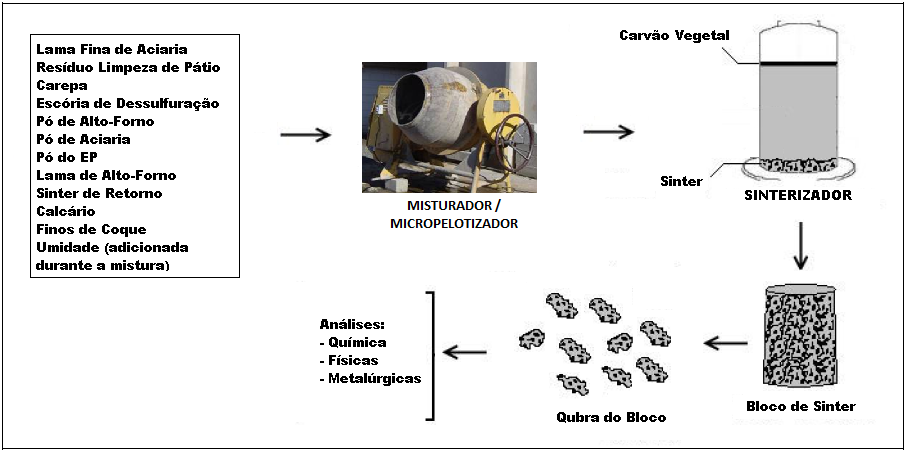 Lama Fina de Aciaria
Resíduo Limpeza de Pátio
Carepa
Escória de Dessulfuração
Pó de Alto-Forno
Pó de Aciaria
Pó do EP
Lama de Alto-Forno
Sinter de Retorno
Calcário
Finos de Coque
Umidade (adicionada
durante a mistura)
MISTURADOR /
MICROPELOTIZADOR
Carvão Vegetal
Sinter
SINTERIZADOR
Bloco de Sinter
Qubra do Bloco
Análises:
- Química
- Físicas
- Metalúrgicas